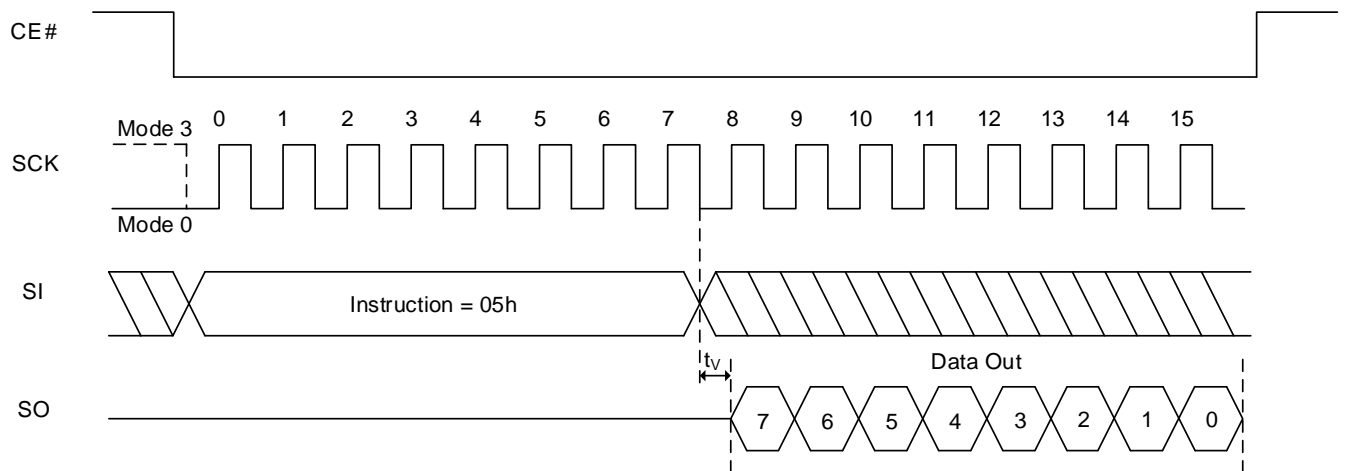 CE#
0 1 2 3 4 5 6 7 8 9 10 11 12 13 14 15
Mode 3
SCK
Mode 0
SI
Instruction = 05h
tV
Data Out
SO
7 6 5 4 3 2 1 0